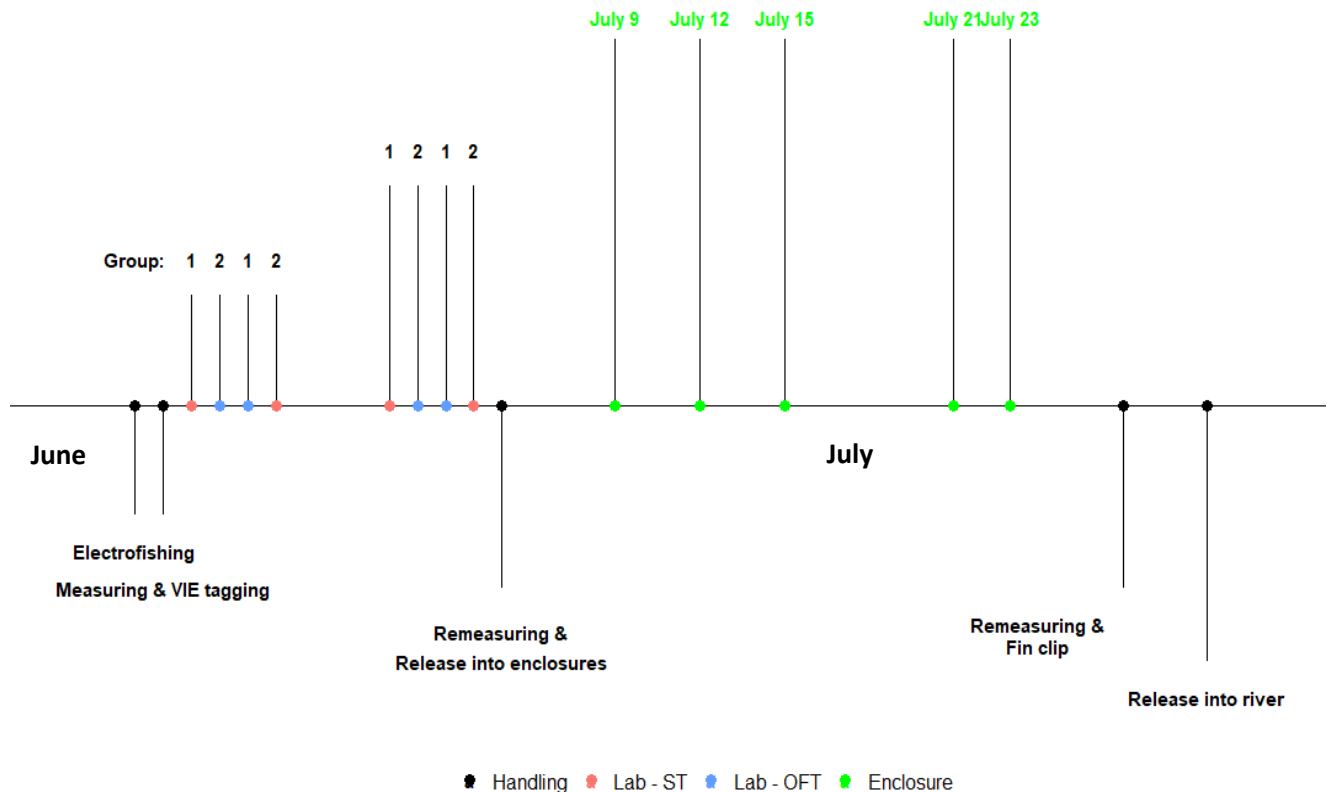 July 9 July 12 July 15 July 21 July 23
1 2 1 2
Group: 1 2 1 2
June
July
Electrofishing
Measuring & VIE tagging
Remeasuring &
Release into enclosures
Remeasuring &
Fin clip
Release into river
Handling Lab - ST Lab - OFT Enclosure